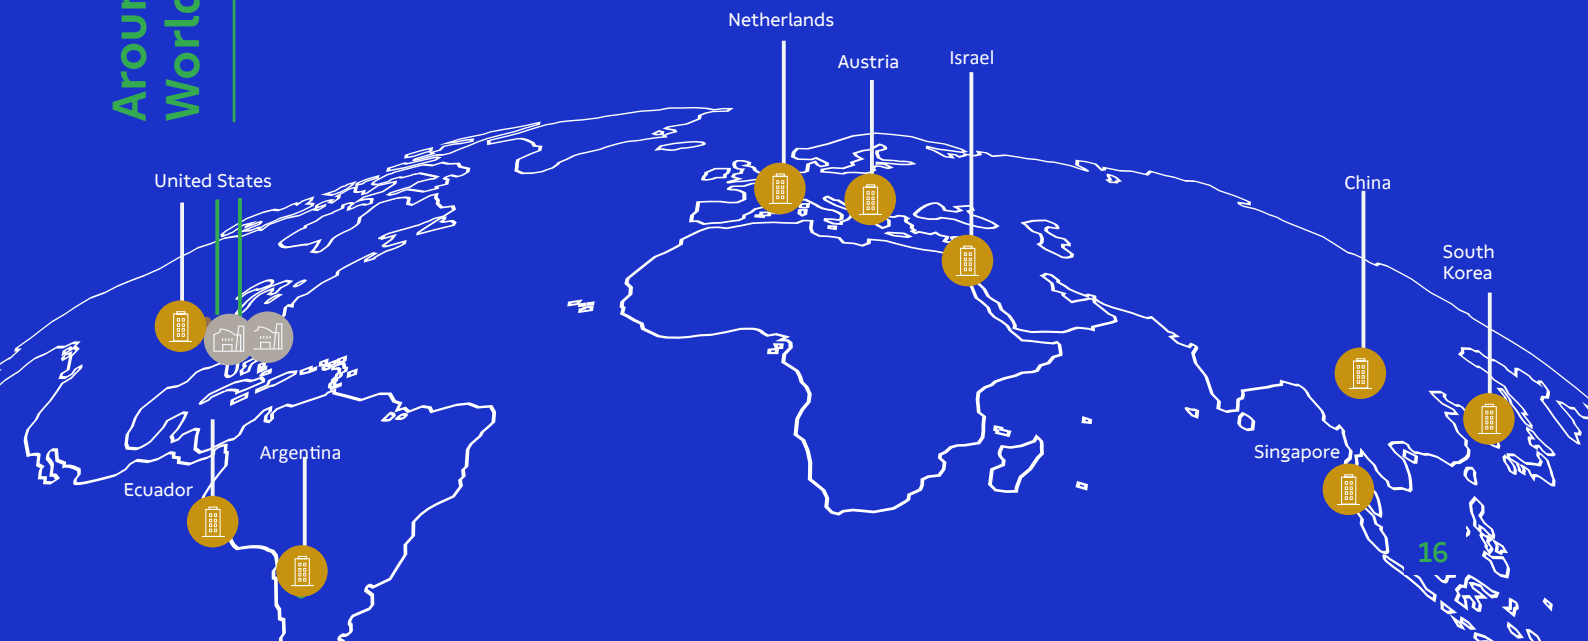 Netherlands
Austria
Israel
United States
China
South
Korea
Argentina
Singapore
Ecuador
16